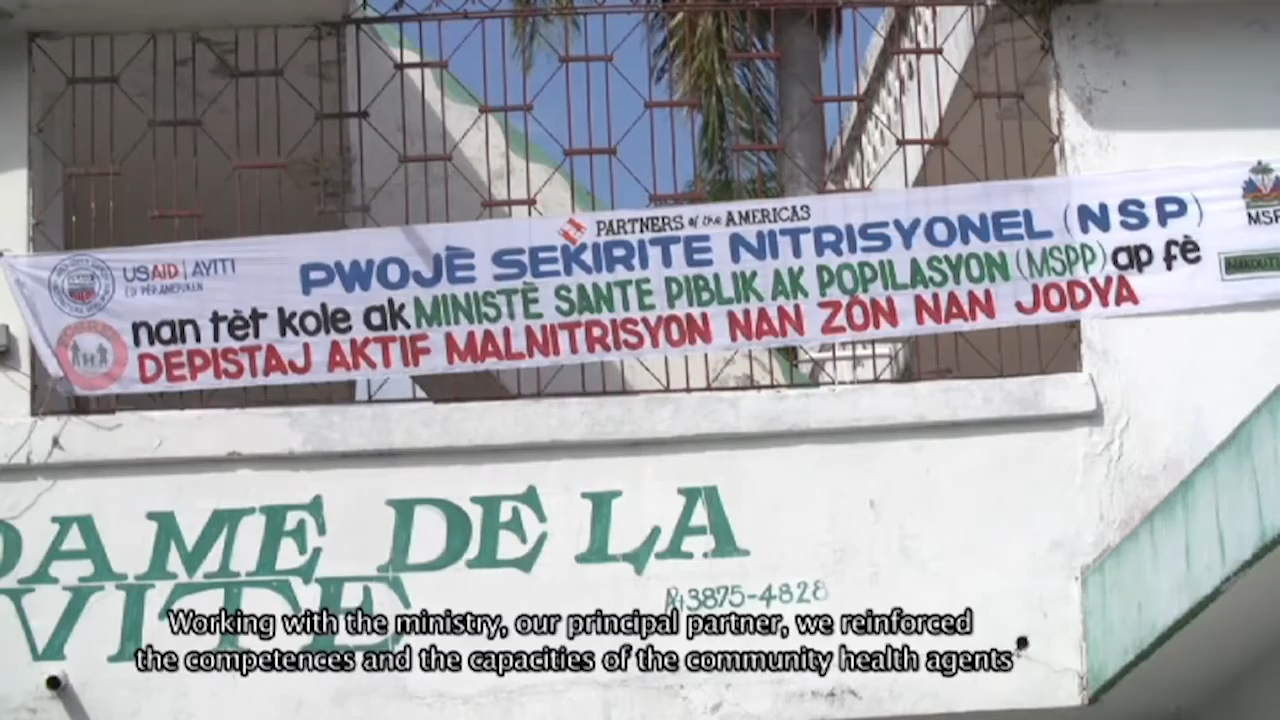 PARTNERS of the AMERICAS
USAID | AYITI
PWOJÈ SEKIRITE NITRISYONEL (NSP)
nan tèt kole ak MINISTÈ SANTE PIBLIK AK POPILASYON (MSPP) ap fè
DEPISTAJ AKTIF MALNITRISYON NAN ZÓN NAN JODYA
DAME DE LA
VITE
3875-4828
Working with the ministry, our principal partner, we reinforced
the competences and the capacities of the community health agents